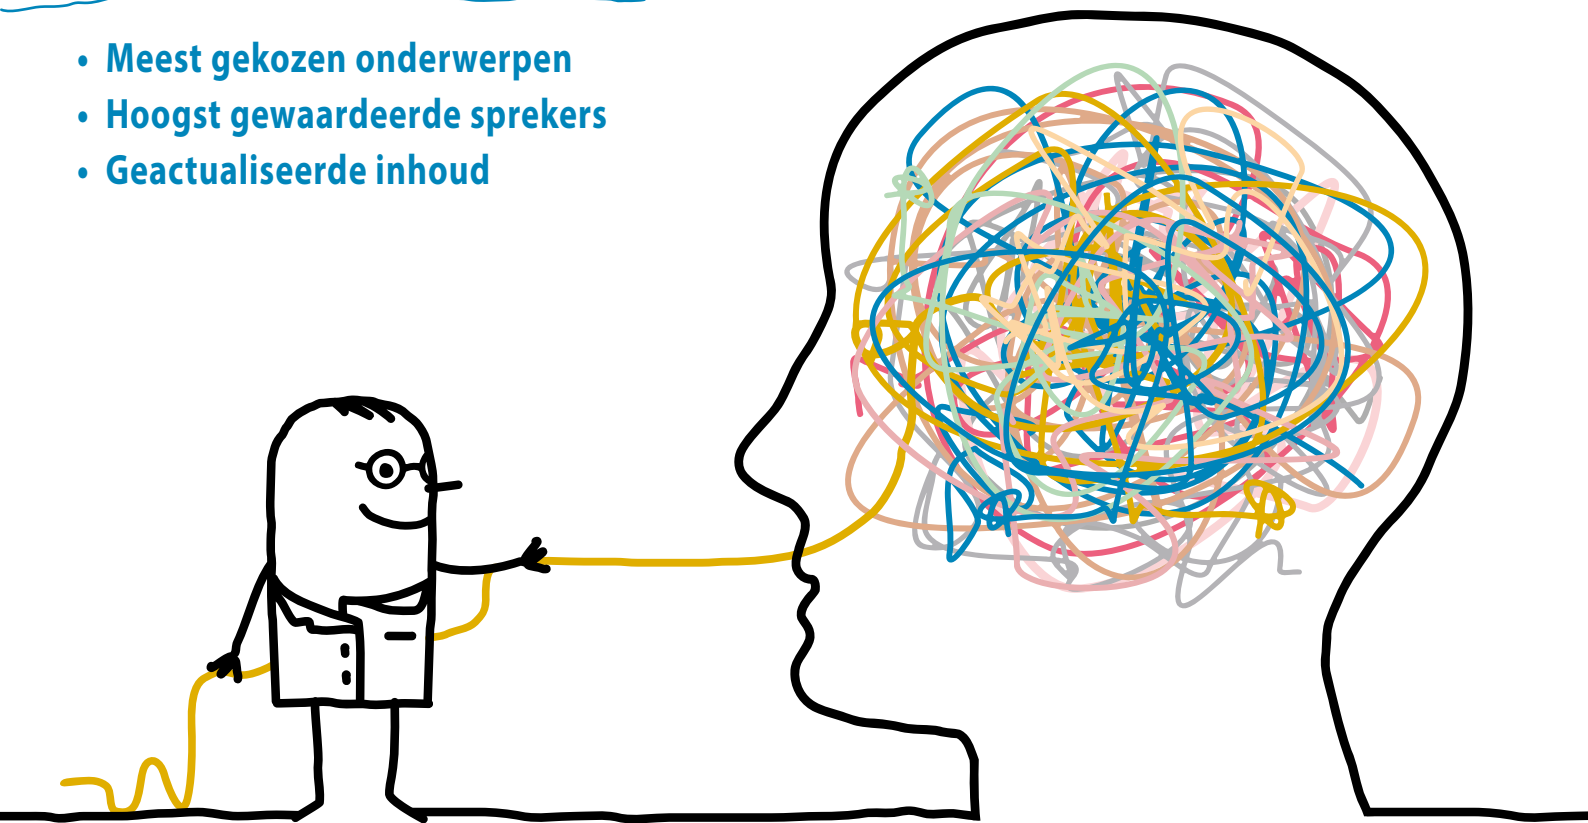 • Meest gekozen onderwerpen
• Hoogst gewaardeerde sprekers
• Geactualiseerde inhoud